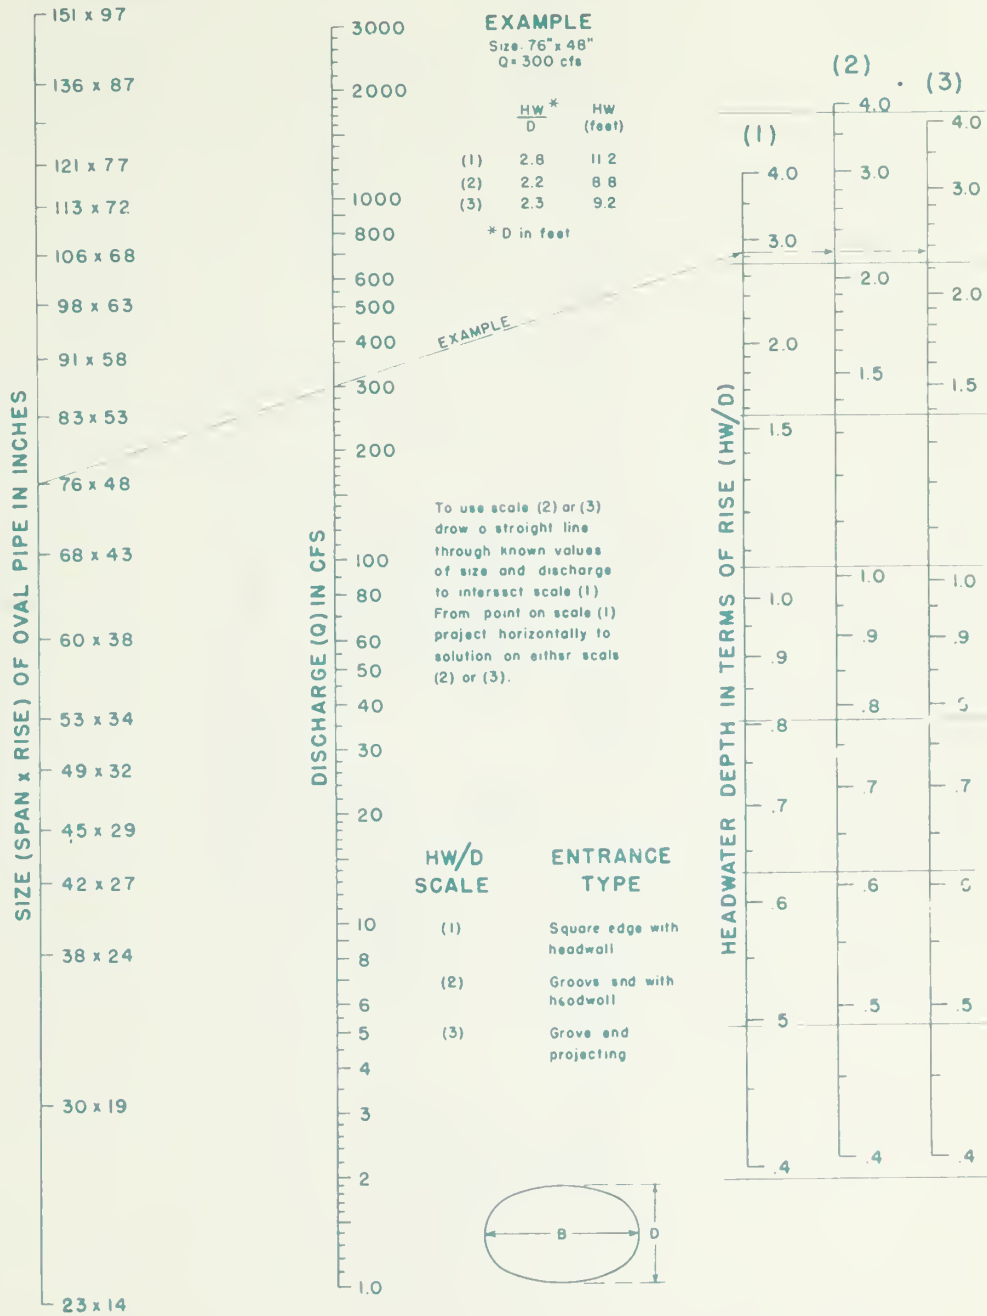 SIZE (SPAN x RISE) OF OVAL PIPE IN INCHES
151 x 97
136 x 87
121 x 77
113 x 72
106 x 68
98 x 63
91 x 58
83 x 53
76 x 48
68 x 43
60 x 38
53 x 34
49 x 32
45 x 29
42 x 27
38 x 24
30 x 19
23 x 14
DISCHARGE (Q) IN CFS
3000
2000
1000
800
600
500
400
300
200
100
80
60
50
40
30
20
10
8
6
5
4
3
2
1.0
EXAMPLE
Size. 76" x 48"
Q = 300 cfs
HW * HW
D (feet)
(1) 2.8 11 2
(2) 2.2 8 8
(3) 2.3 9.2
* D in feet
EXAMPLE
To use scale (2) or (3)
drow o stroight line
through known values
of size and discharge
to interssct scale (1)
From point on scale (1)
project horizontally to
solution on eithsr scals
(2) or (3).
HW/D ENTRANCE
SCALE TYPE
(1) Square edge with
headwall
(2) Groovs snd with
hsodwoll
(3) Grove end
projecting
B
D
HEADWATER DEPTH IN TERMS OF RISE (HW/D)
(1)
4.0
3.0
2.0
1.5
1.0
.9
.8
.7
.6
.5
.4
(2)
4.0
3.0
2.0
1.5
1.0
.9
.8
.7
.6
.5
.4
(3)
4.0
3.0
2.0
1.5
1.0
.9
.7
.5
.4